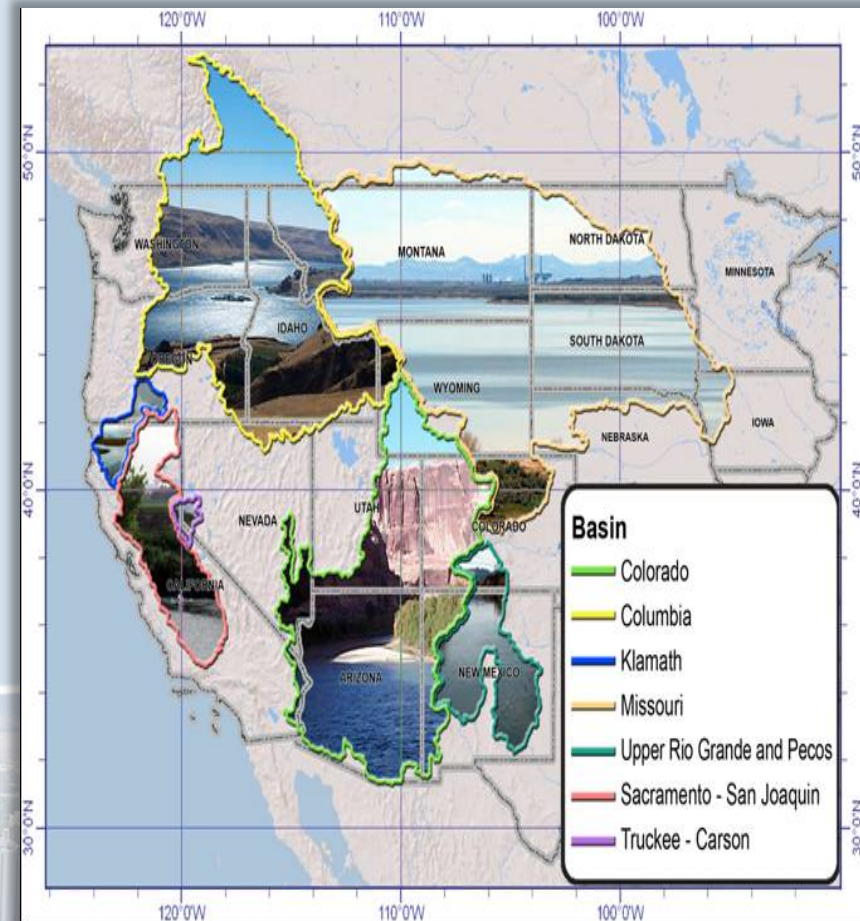 120°0'W 110°0'W 100°0'W
50°0'N 50°0'N
WASHINGTON
MONTANA
NORTH DAKOTA
MINNESOTA
IDAHO
OREGON
SOUTH DAKOTA
WYOMING
IOWA
NEBRASKA
40°0'N 40°0'N
NEVADA
UTAH
COLORADO
CALIFORNIA
ARIZONA
NEW MEXICO
30°0'N 30°0'N
120°0'W 110°0'W 100°0'W
Basin
Colorado
Columbia
Klamath
Missouri
Upper Rio Grande and Pecos
Sacramento - San Joaquin
Truckee - Carson